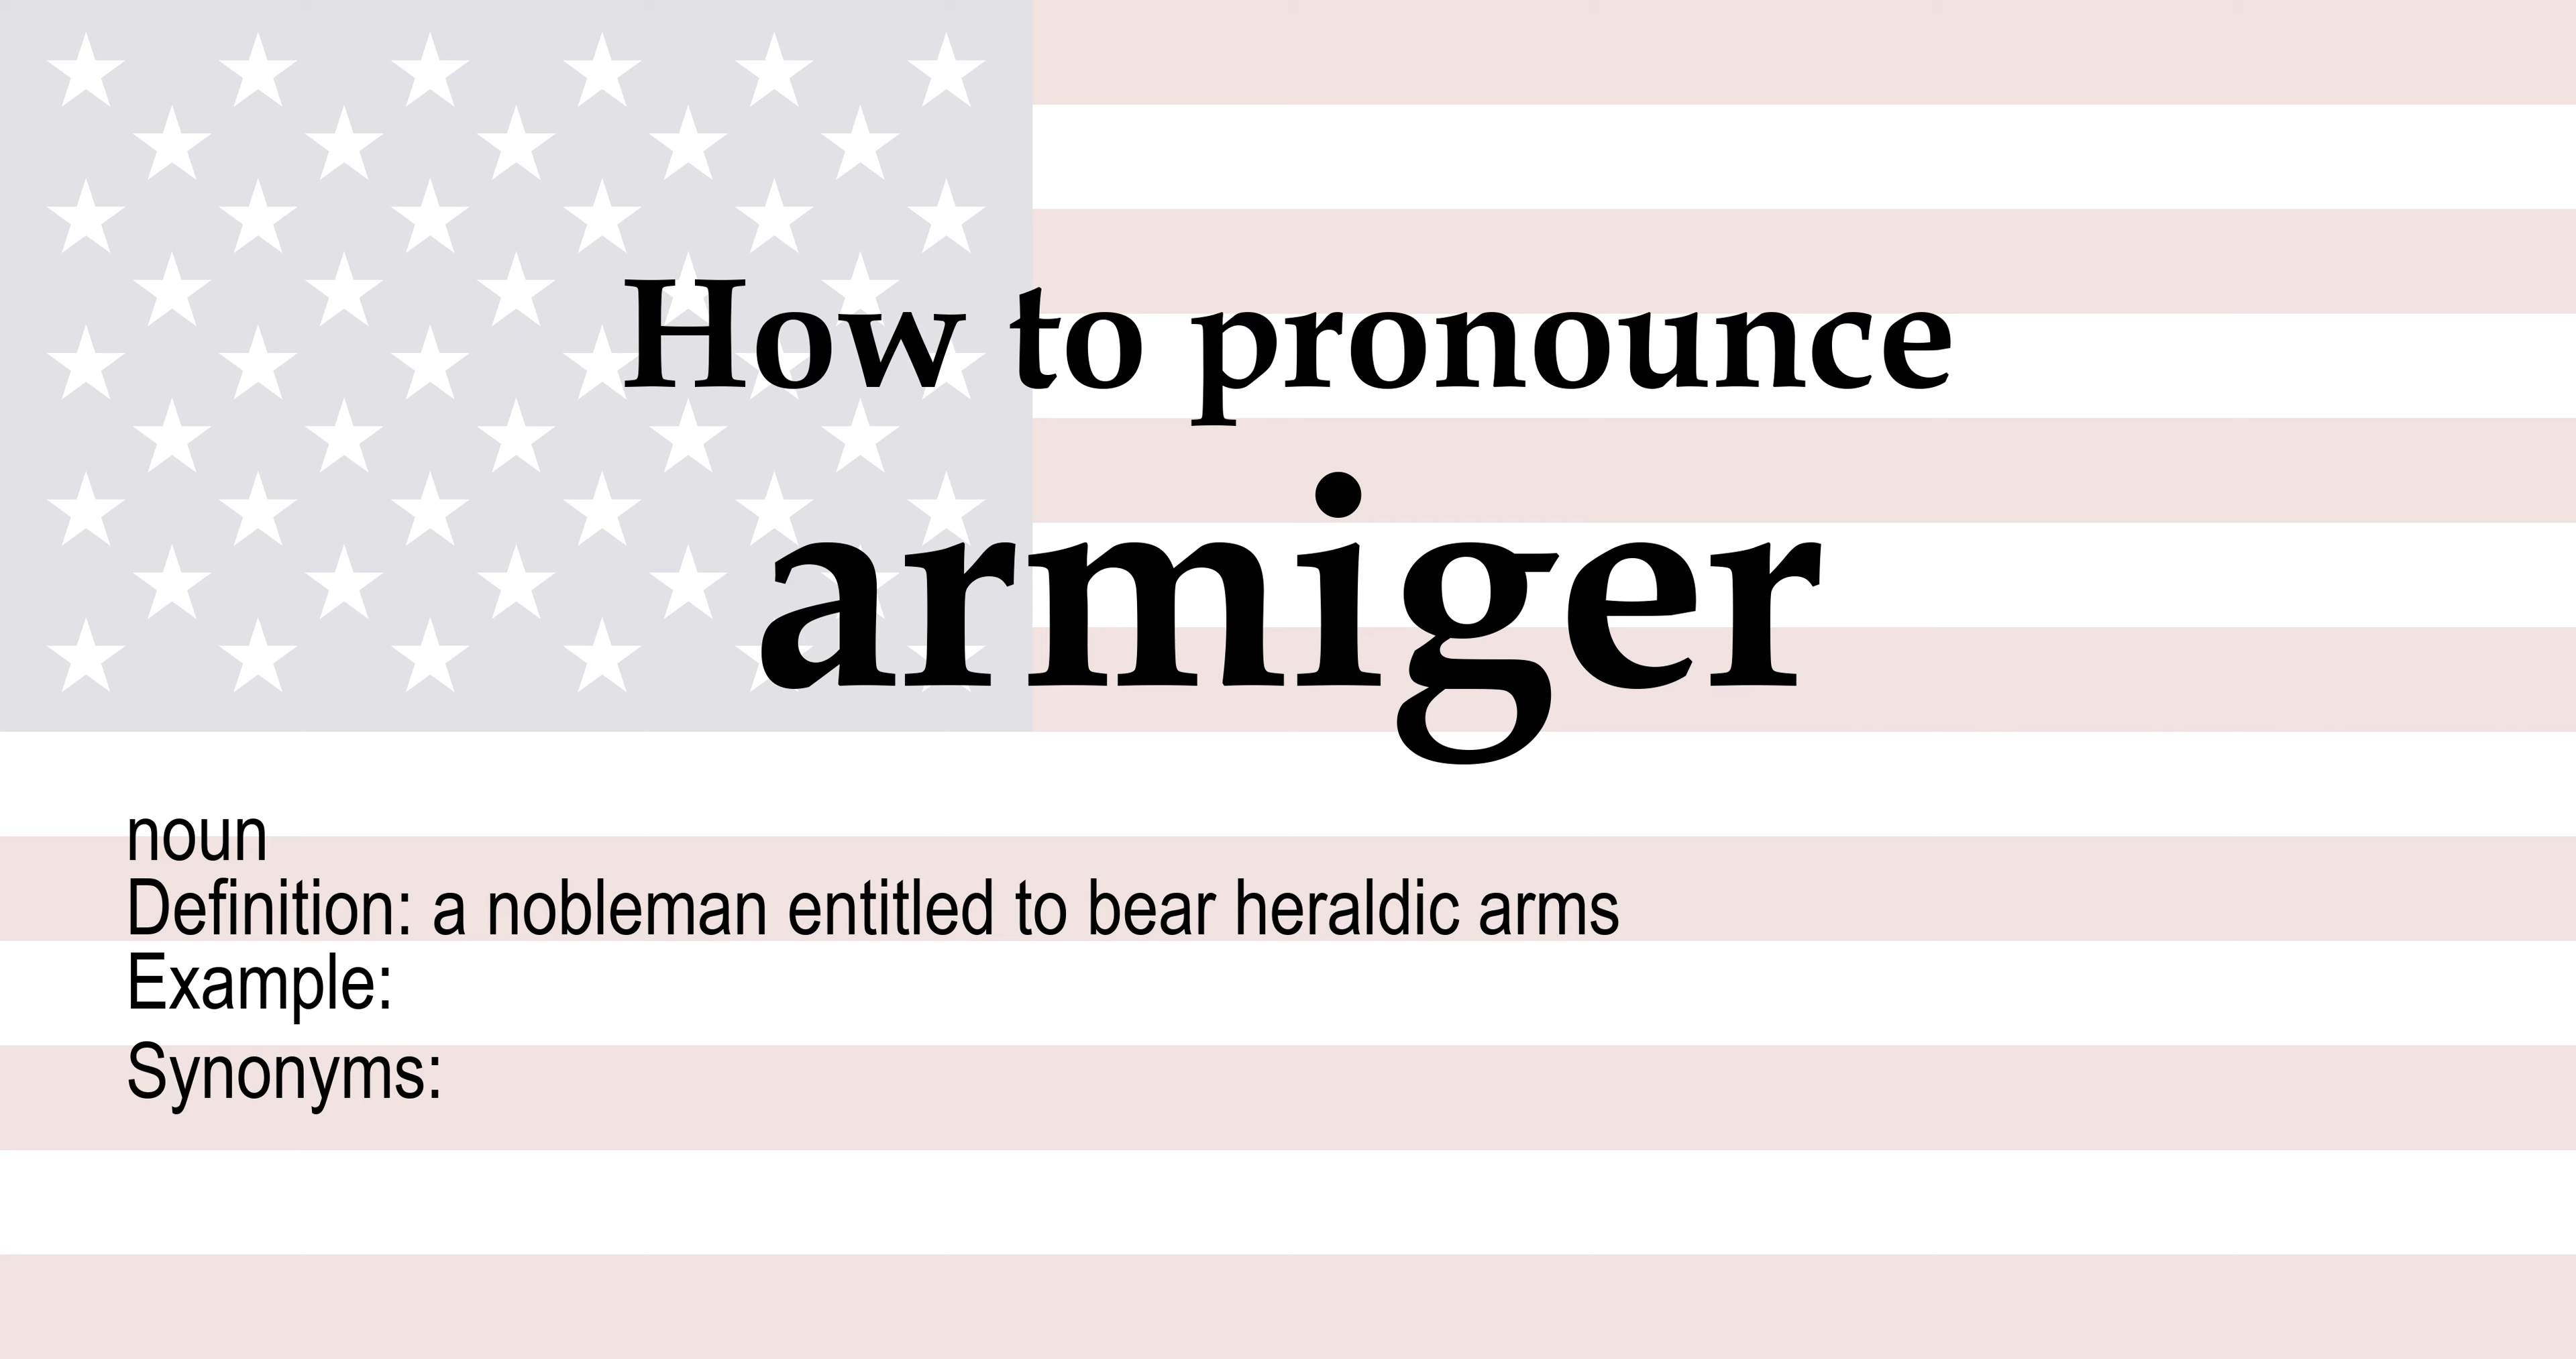 How to pronounce
armiger
noun
Definition: a nobleman entitled to bear heraldic arms
Example:
Synonyms: